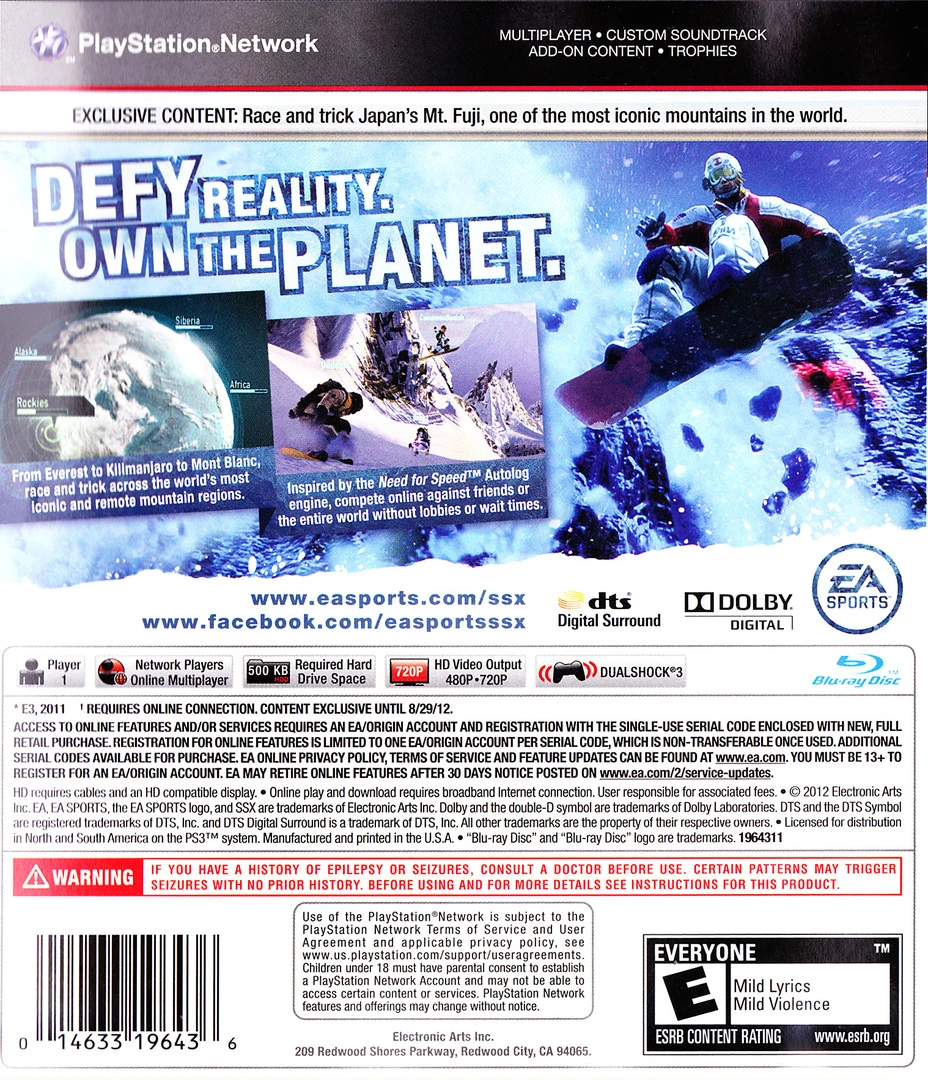 PlayStation®Network
SM
MULTIPLAYER • CUSTOM SOUNDTRACK
ADD-ON CONTENT • TROPHIES
EXCLUSIVE CONTENT: Race and trick Japan's Mt. Fuji, one of the most iconic mountains in the world.
DEFY REALITY.
OWN THE PLANET.
Siberia
Alaska
Africa
Rockies
From Everest to Kilimanjaro to Mont Blanc,
race and trick across the world's most
iconic and remote mountain regions.
Inspired by the Need for Speed™ Autolog
engine, compete online against friends or
the entire world without lobbies or wait times.
www.easports.com/ssx
www.facebook.com/easportsssx
dts
Digital Surround
DOLBY
DIGITAL
EA
SPORTS
Player
1
Network Players
Online Multiplayer
500 KB
HDD
Required Hard
Drive Space
720P
HD Video Output
480P•720P
DUALSHOCK®3
Blu-ray Disc™
* E3, 2011 ¹ REQUIRES ONLINE CONNECTION. CONTENT EXCLUSIVE UNTIL 8/29/12.
ACCESS TO ONLINE FEATURES AND/OR SERVICES REQUIRES AN EA/ORIGIN ACCOUNT AND REGISTRATION WITH THE SINGLE-USE SERIAL CODE ENCLOSED WITH NEW, FULL
RETAIL PURCHASE. REGISTRATION FOR ONLINE FEATURES IS LIMITED TO ONE EA/ORIGIN ACCOUNT PER SERIAL CODE, WHICH IS NON-TRANSFERABLE ONCE USED. ADDITIONAL
SERIAL CODES AVAILABLE FOR PURCHASE. EA ONLINE PRIVACY POLICY, TERMS OF SERVICE AND FEATURE UPDATES CAN BE FOUND AT www.ea.com. YOU MUST BE 13+ TO
REGISTER FOR AN EA/ORIGIN ACCOUNT. EA MAY RETIRE ONLINE FEATURES AFTER 30 DAYS NOTICE POSTED ON www.ea.com/2/service-updates.
HD requires cables and an HD compatible display. • Online play and download requires broadband Internet connection. User responsible for associated fees. • © 2012 Electronic Arts
Inc. EA, EA SPORTS, the EA SPORTS logo, and SSX are trademarks of Electronic Arts Inc. Dolby and the double-D symbol are trademarks of Dolby Laboratories. DTS and the DTS Symbol
are registered trademarks of DTS, Inc. and DTS Digital Surround is a trademark of DTS, Inc. All other trademarks are the property of their respective owners. • Licensed for distribution
in North and South America on the PS3™ system. Manufactured and printed in the U.S.A. • "Blu-ray Disc" and "Blu-ray Disc" logo are trademarks. 1964311
WARNING
IF YOU HAVE A HISTORY OF EPILEPSY OR SEIZURES, CONSULT A DOCTOR BEFORE USE. CERTAIN PATTERNS MAY TRIGGER
SEIZURES WITH NO PRIOR HISTORY. BEFORE USING AND FOR MORE DETAILS SEE INSTRUCTIONS FOR THIS PRODUCT.
Use of the PlayStation®Network is subject to the
PlayStation Network Terms of Service and User
Agreement and applicable privacy policy, see
www.us.playstation.com/support/useragreements.
Children under 18 must have parental consent to establish
a PlayStation Network Account and may not be able to
access certain content or services. PlayStation Network
features and offerings may change without notice.
Electronic Arts Inc.
209 Redwood Shores Parkway, Redwood City, CA 94065.
0 14633 19643 6
EVERYONE
TM
E
Mild Lyrics
Mild Violence
ESRB CONTENT RATING www.esrb.org